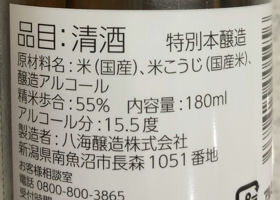 品目:清酒 特別本醸造
原材料名:米(国産)、米こうじ(国産米)、
醸造アルコール
精米歩合:55% 内容量:180ml
アルコール分:15.5度
製造者:八海醸造株式会社
新潟県南魚沼市長森1051番地
お客様相談室
電話 0800-800-3865